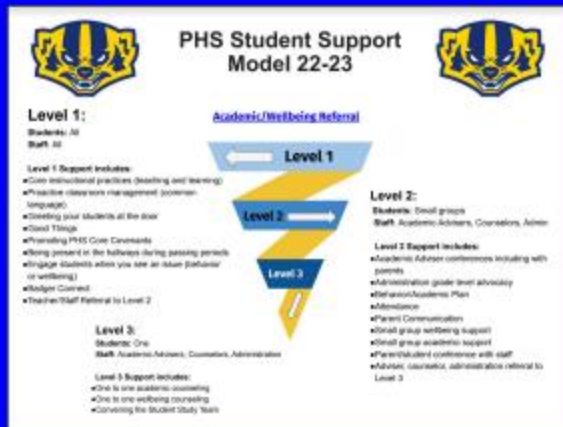 PHS Student Support
Model 22-23
Academic/Wellbeing Referral
Level 1:
Students: All
Staff: All
Level 1 Support includes:
•Core instructional practices (teaching and learning)
•Proactive classroom management (common
language)
•Greeting your students at the door
•Good Things
•Promoting PHS Core Covenants
•Being present in the hallways during passing periods
•Engage students when you see an issue (behavior
or wellbeing)
•Badger Connect
•Teacher/Staff Referral to Level 2
Level 1
Level 2
Level 3
Level 2:
Students: Small groups
Staff: Academic Advisers, Counselors, Admin
Level 2 Support includes:
•Academic Adviser conferences including with
parents
•Administration grade level advocacy
•Behavior/Academic Plan
•Attendance
•Parent Communication
•Small group wellbeing support
•Small group academic support
•Parent/student conference with staff
•Adviser, counselor, administration referral to
Level 3
Level 3:
Students: One
Staff: Academic Advisers, Counselors, Administration
Level 3 Support includes:
•One to one academic counseling
•One to one wellbeing counseling
•Convening the Student Study Team